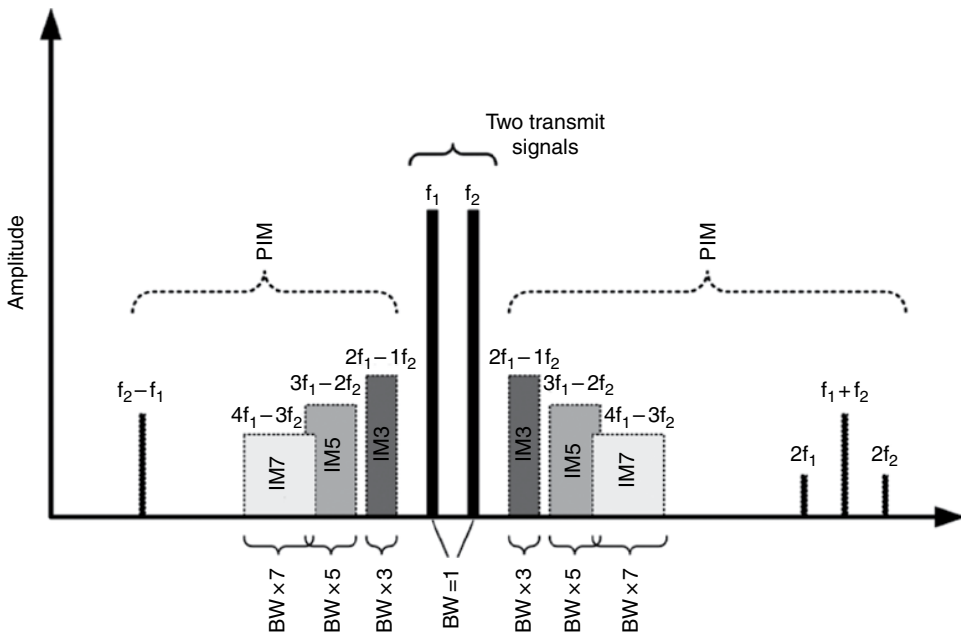 Amplitude
Two transmit
signals
f₁ f₂
PIM PIM
2f₁−1f₂ 2f₁−1f₂
f₂−f₁ 3f₁−2f₂ 3f₁−2f₂ f₁+f₂
4f₁−3f₂ 4f₁−3f₂
2f₁ 2f₂
IM7 IM5 IM3 IM3 IM5 IM7
BW×7 BW×5 BW×3 BW=1 BW×3 BW×5 BW×7